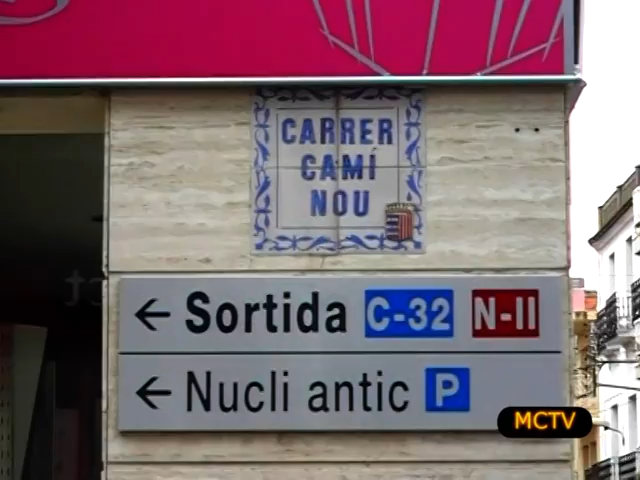 CARRER
CAMÍ
NOU
← Sortida C-32 N-II
← Nucli antic P
MCTV